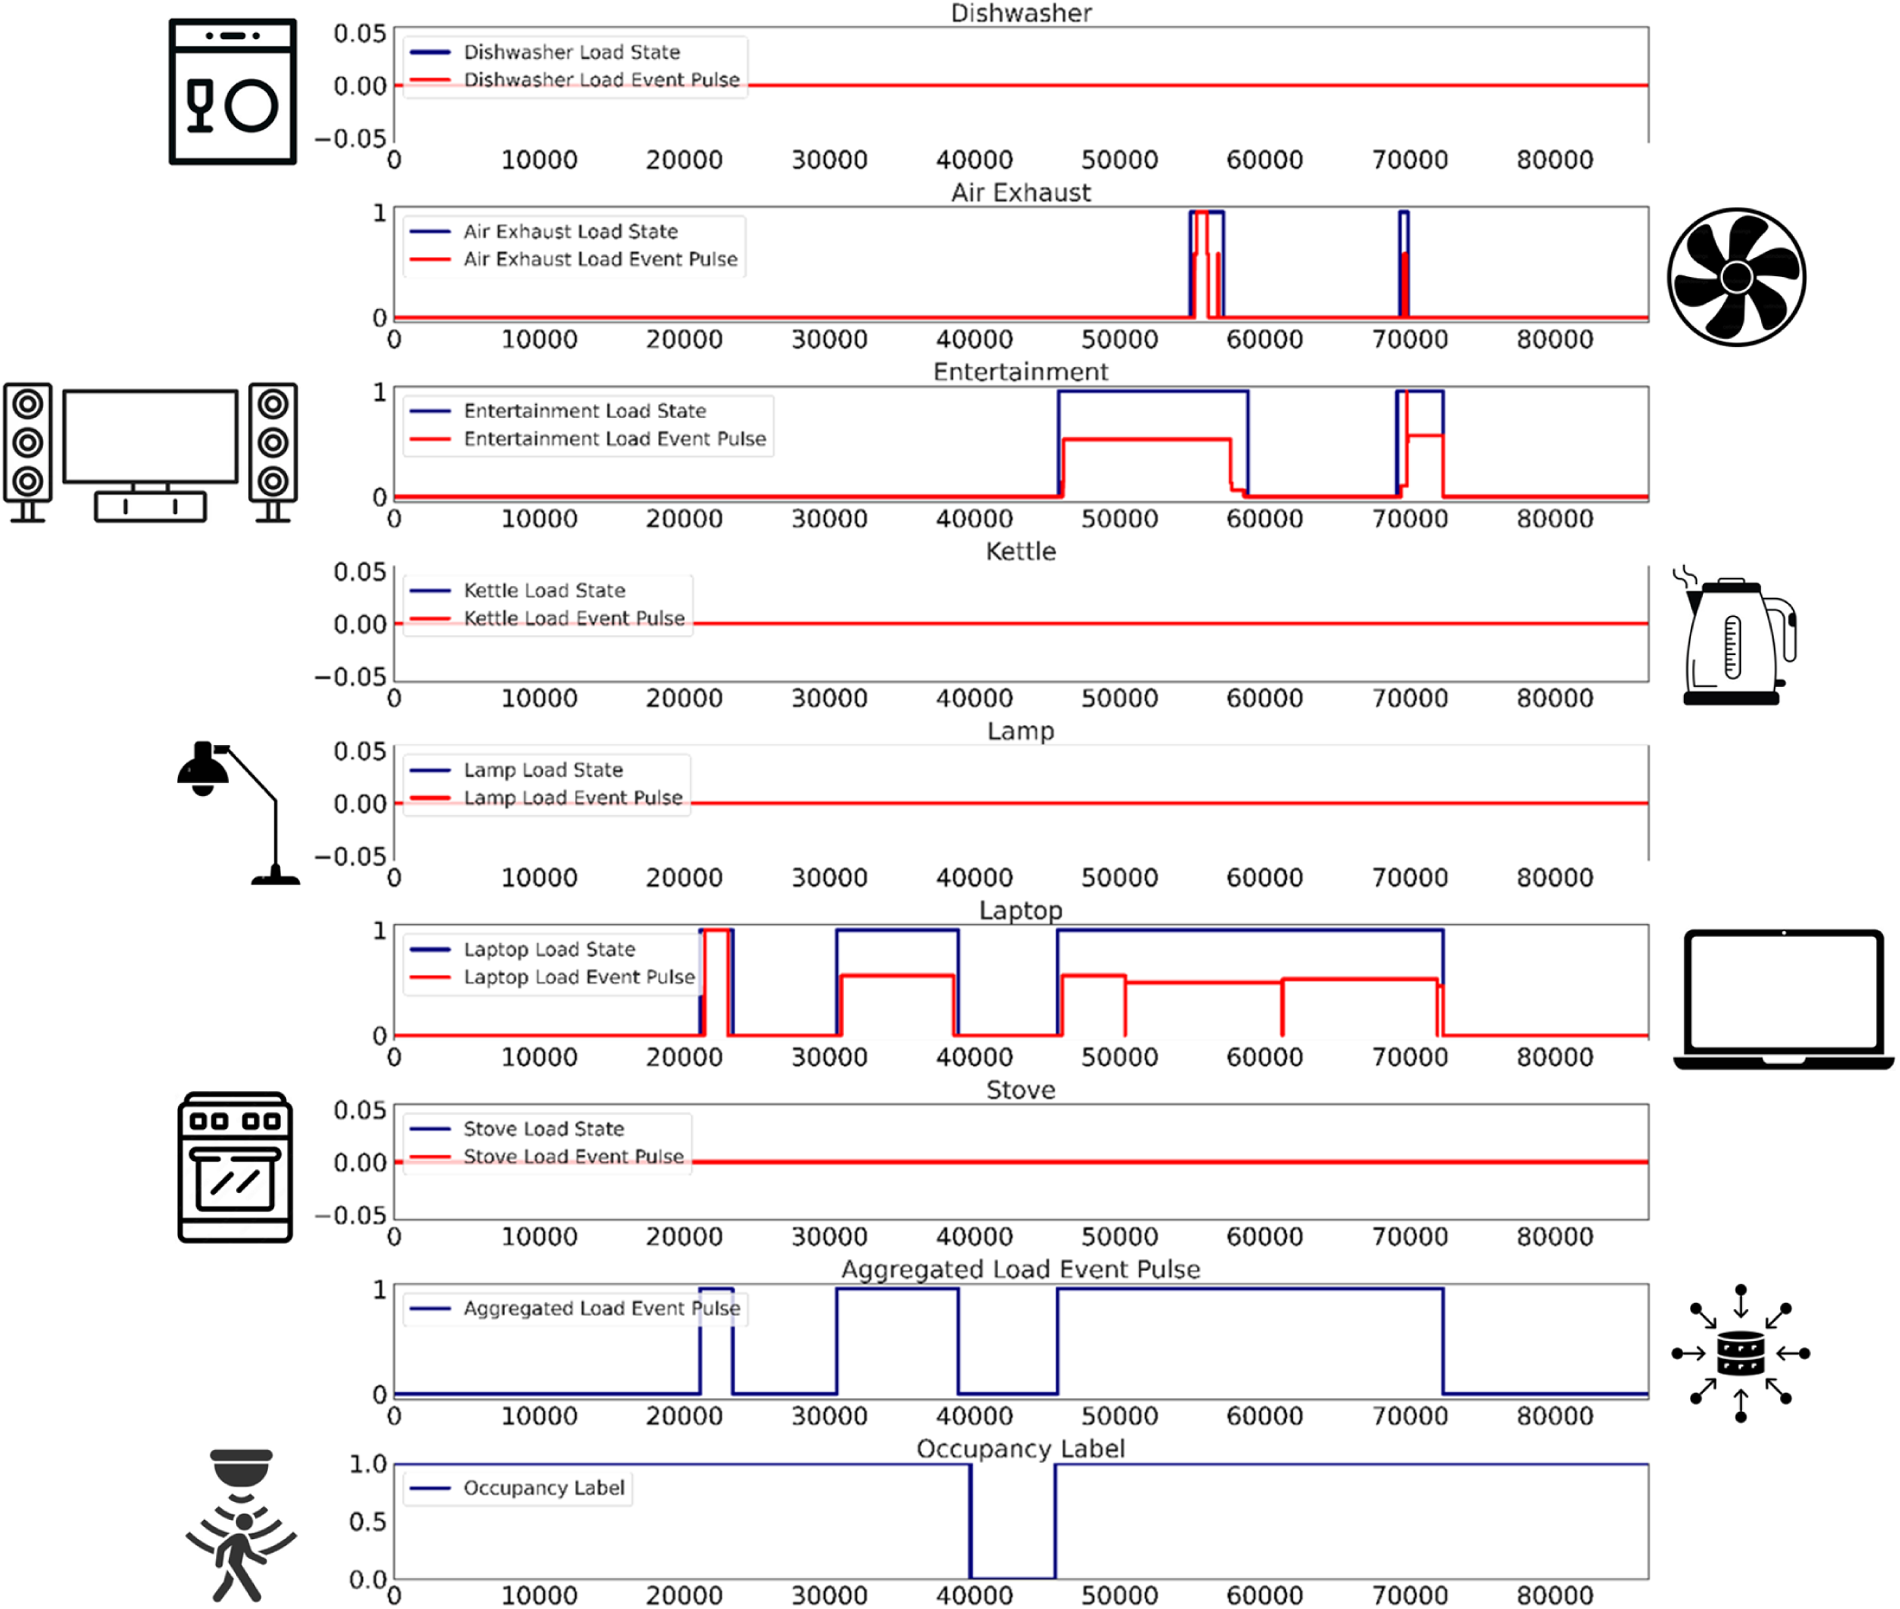 Dishwasher
0.05
0.00
−0.05
Dishwasher Load State
Dishwasher Load Event Pulse
0 10000 20000 30000 40000 50000 60000 70000 80000
Air Exhaust
1
0
Air Exhaust Load State
Air Exhaust Load Event Pulse
0 10000 20000 30000 40000 50000 60000 70000 80000
Entertainment
1
0
Entertainment Load State
Entertainment Load Event Pulse
0 10000 20000 30000 40000 50000 60000 70000 80000
Kettle
0.05
0.00
−0.05
Kettle Load State
Kettle Load Event Pulse
0 10000 20000 30000 40000 50000 60000 70000 80000
Lamp
0.05
0.00
−0.05
Lamp Load State
Lamp Load Event Pulse
0 10000 20000 30000 40000 50000 60000 70000 80000
Laptop
1
0
Laptop Load State
Laptop Load Event Pulse
0 10000 20000 30000 40000 50000 60000 70000 80000
Stove
0.05
0.00
−0.05
Stove Load State
Stove Load Event Pulse
0 10000 20000 30000 40000 50000 60000 70000 80000
Aggregated Load Event Pulse
1
0
Aggregated Load Event Pulse
0 10000 20000 30000 40000 50000 60000 70000 80000
Occupancy Label
1.0
0.5
0.0
Occupancy Label
0 10000 20000 30000 40000 50000 60000 70000 80000